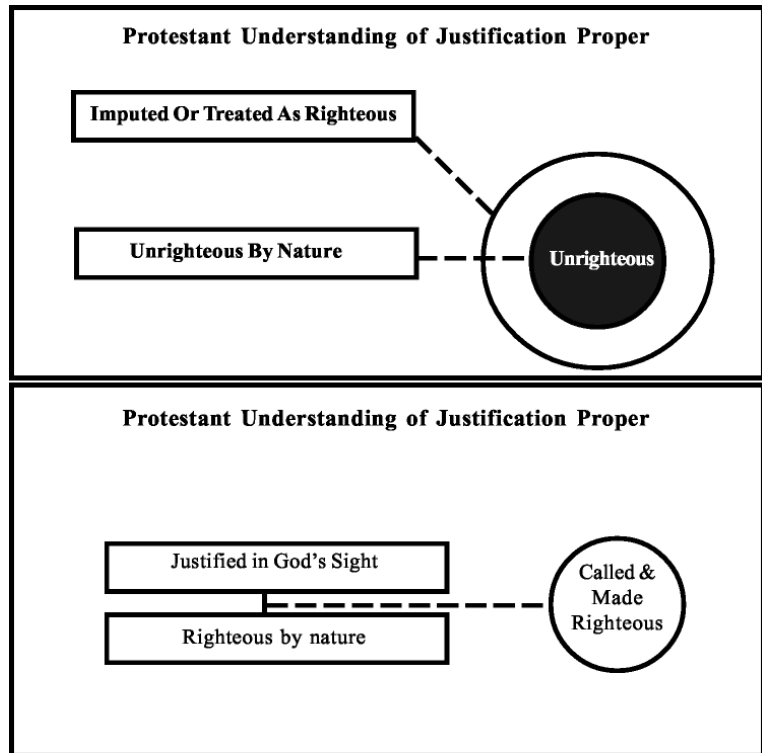 Protestant Understanding of Justification Proper
Imputed Or Treated As Righteous
Unrighteous By Nature
Unrighteous
Protestant Understanding of Justification Proper
Justified in God's Sight
Righteous by nature
Called &
Made
Righteous